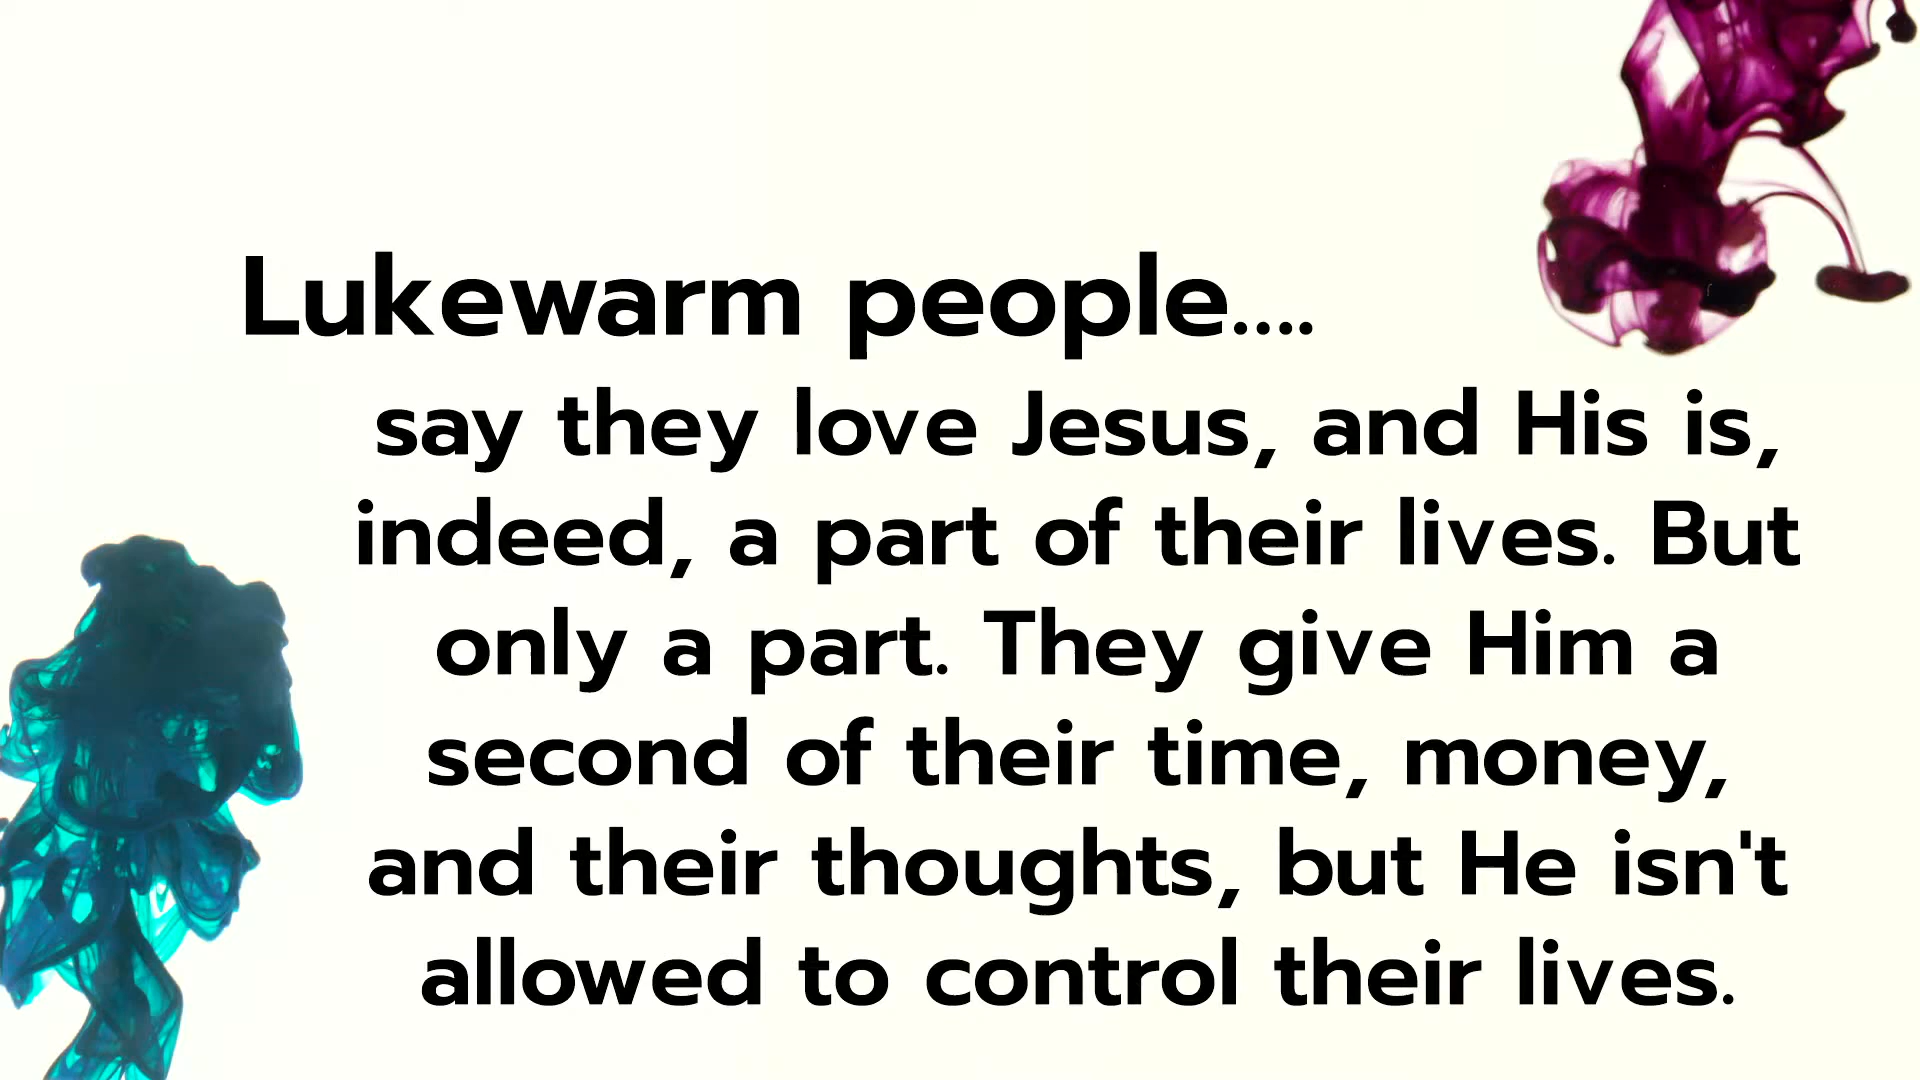 Lukewarm people....
say they love Jesus, and His is,
indeed, a part of their lives. But
only a part. They give Him a
second of their time, money,
and their thoughts, but He isn't
allowed to control their lives.